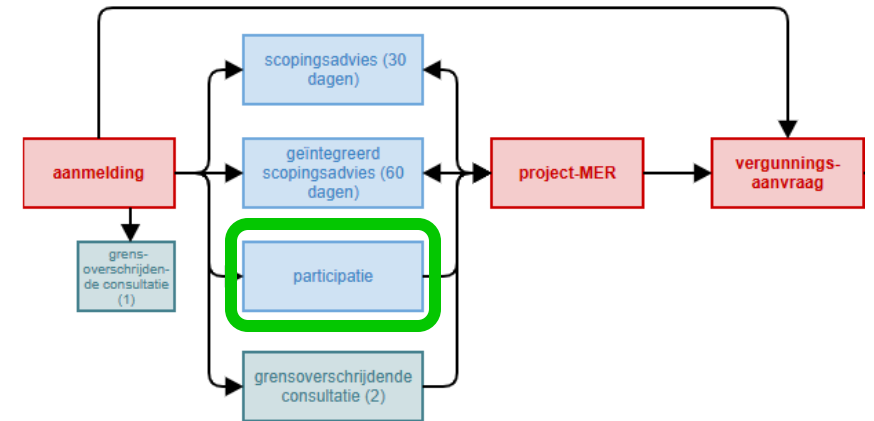 scopingsadvies (30
dagen)
aanmelding
geïntegreerd
scopingsadvies (60
dagen)
project-MER
vergunnings-
aanvraag
grens-
overschrijden-
de consultatie
(1)
participatie
grensoverschrijdende
consultatie (2)